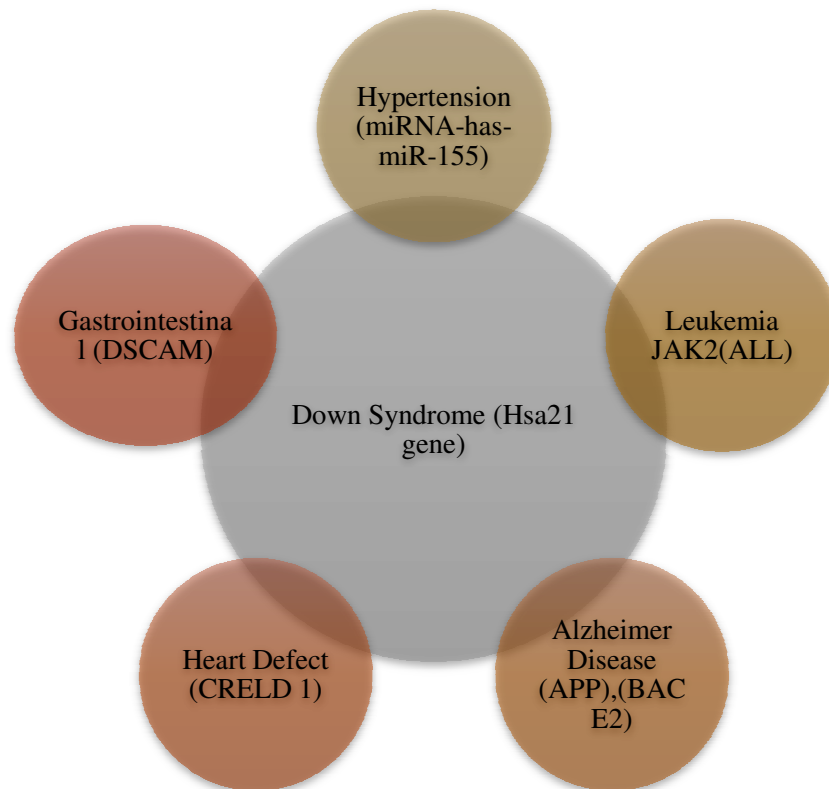 Hypertension
(miRNA-has-
miR-155)
Gastrointestina
l (DSCAM)
Leukemia
JAK2(ALL)
Down Syndrome (Hsa21
gene)
Heart Defect
(CRELD 1)
Alzheimer
Disease
(APP),(BAC
E2)